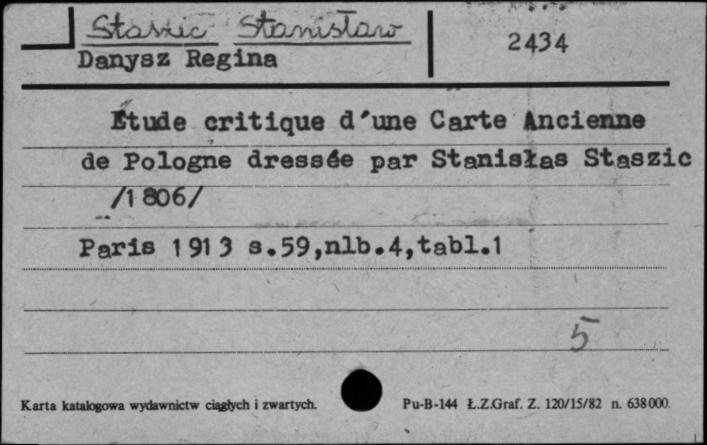 Staszic Stanisław
Danysz Regina
2434
Étude critique d'une Carte Ancienne
de Pologne dressée par Stanisłas Staszic
/1806/
Paris 1913 s.59,nlb.4,tabl.1
5
Karta katalogowa wydawnictw ciągłych i zwartych.
Pu-B-144 Ł.Z.Graf. Z. 120/15/82 n. 638000.